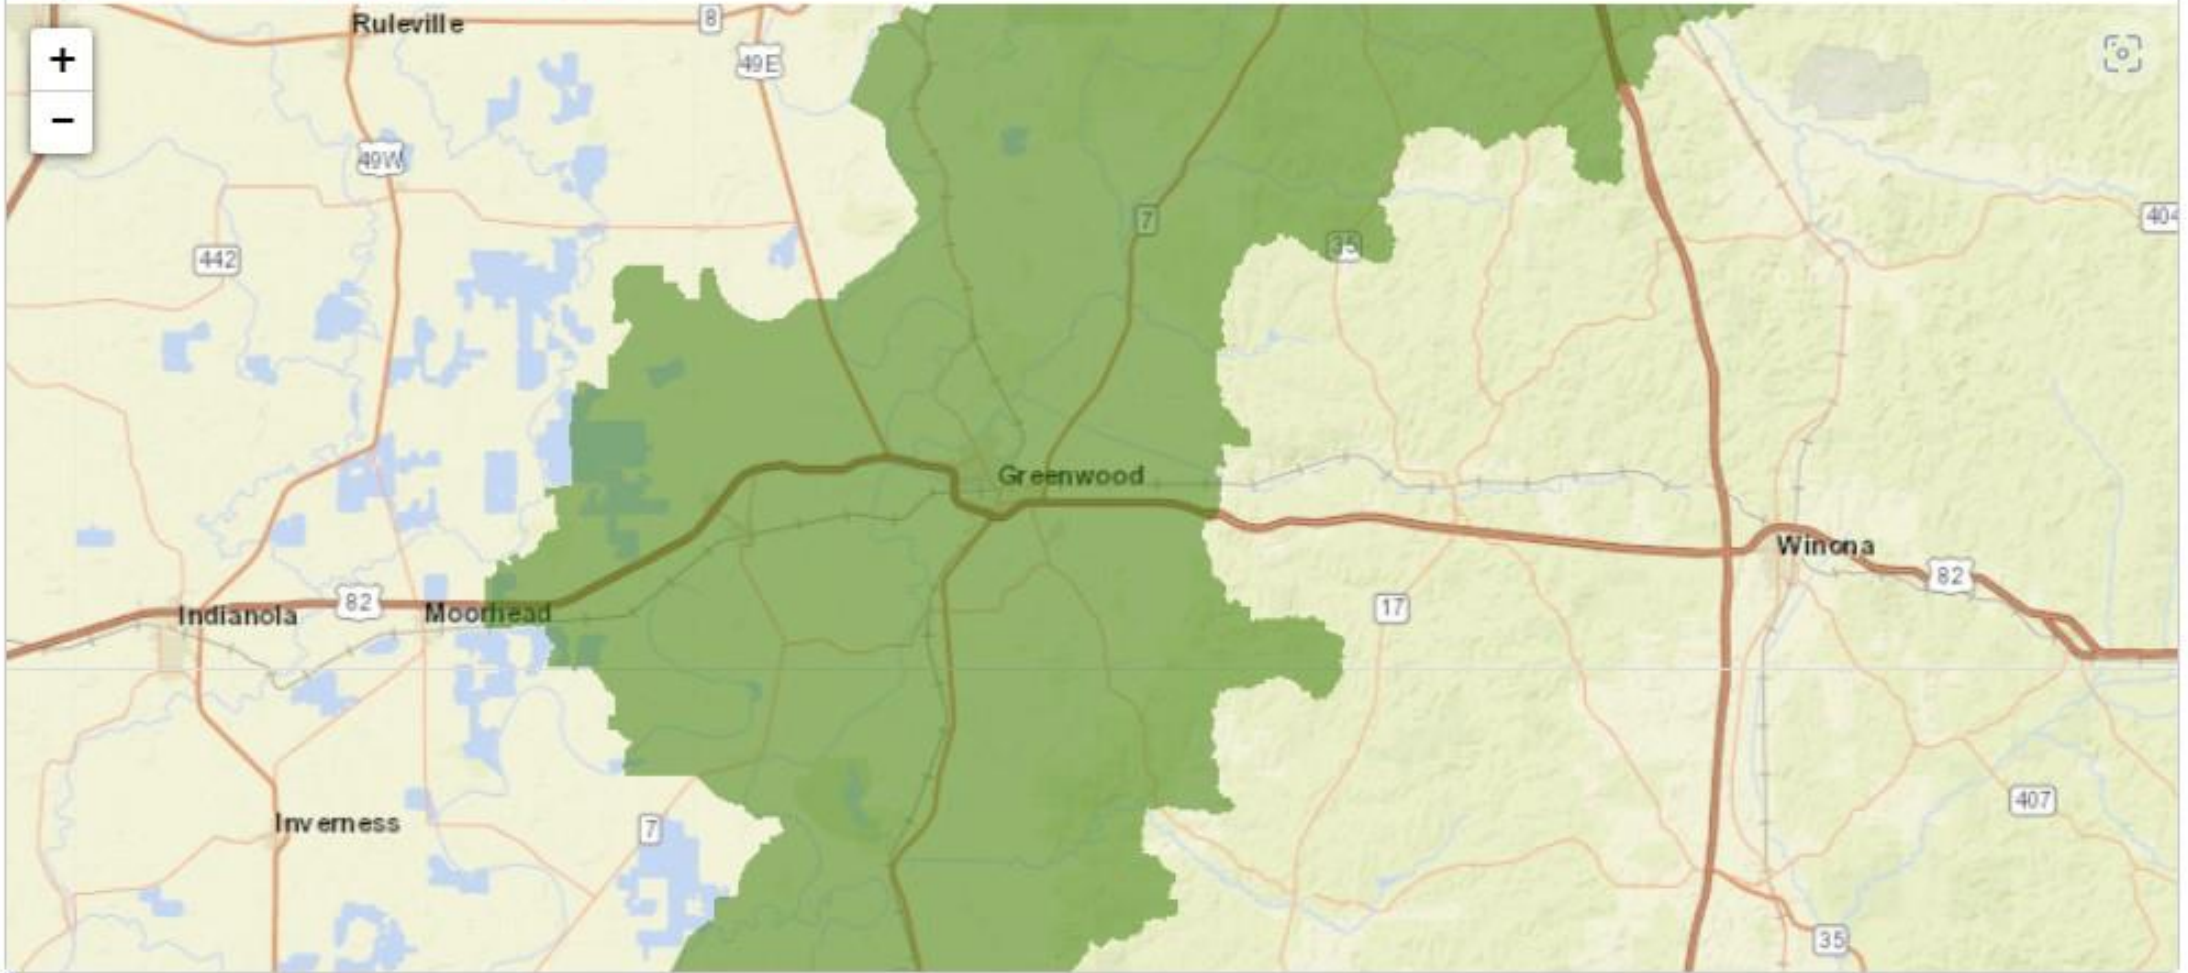 Ruleville
8
+
49E
−
49W
7
404
35
442
Greenwood
Winona
82
82
17
Indianola
Moorhead
407
Inverness
7
35